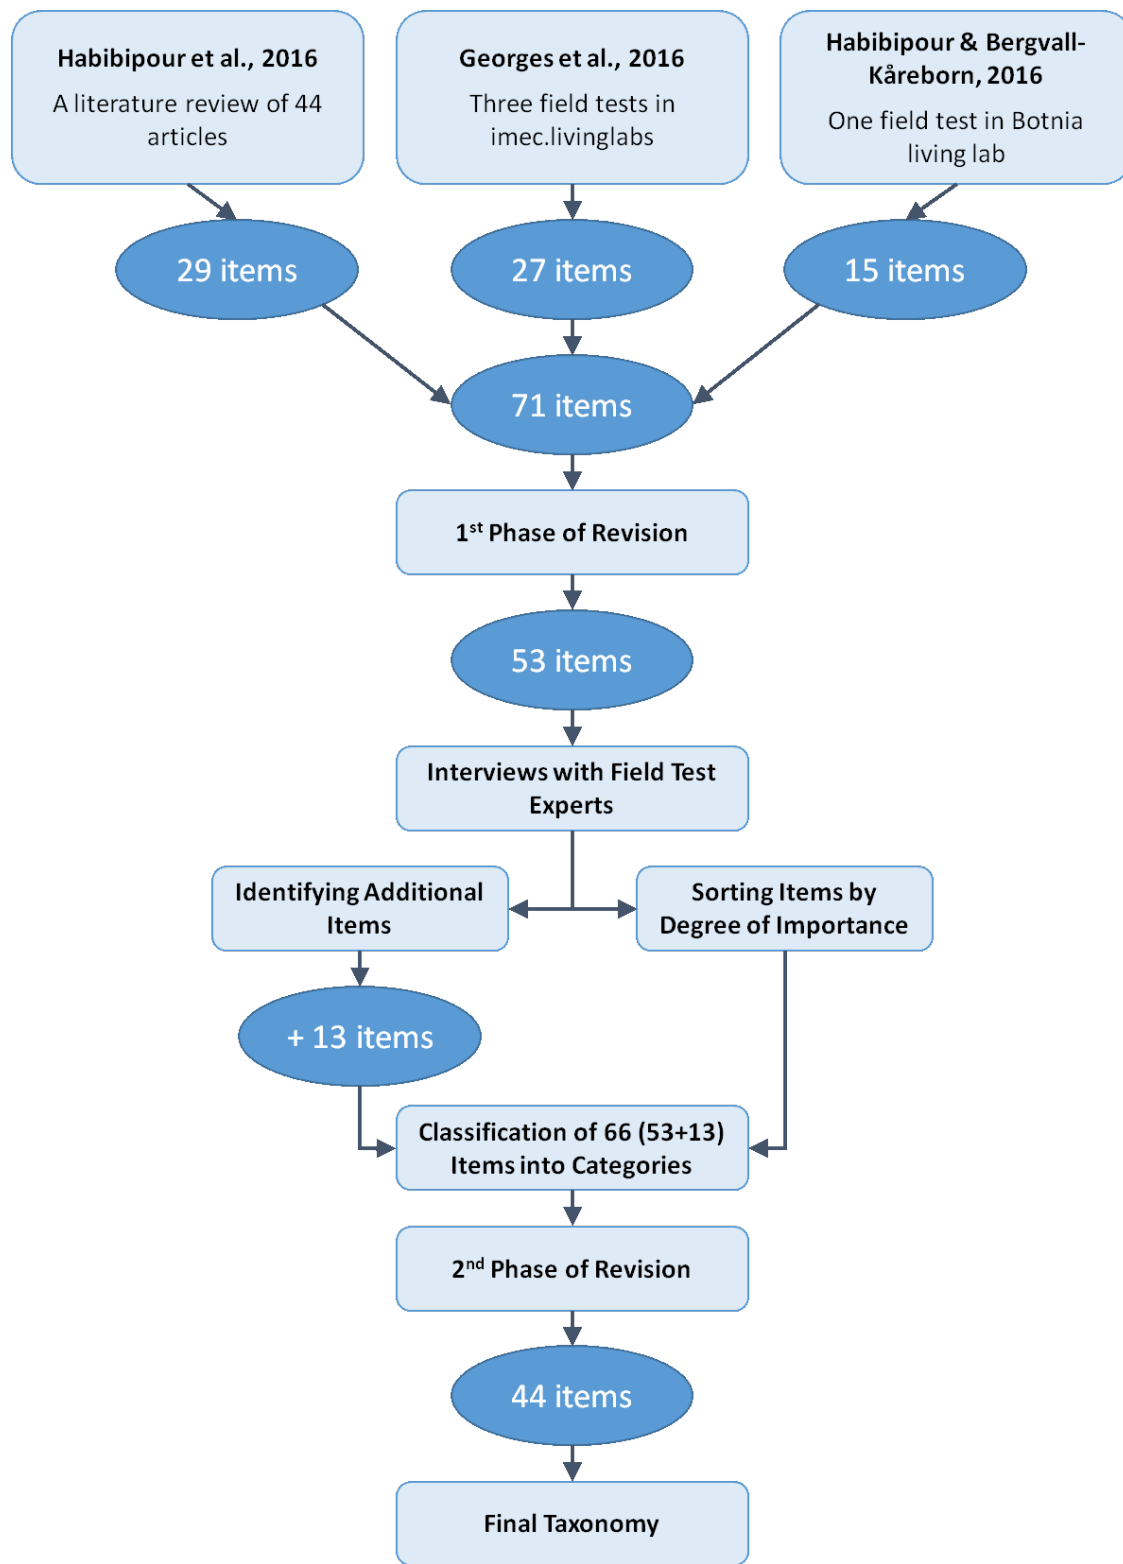 Habibipour et al., 2016
A literature review of 44
articles
Georges et al., 2016
Three field tests in
imec.livinglabs
Habibipour & Bergvall-
Kåreborn, 2016
One field test in Botnia
living lab
29 items
27 items
15 items
71 items
1st Phase of Revision
53 items
Interviews with Field Test
Experts
Identifying Additional
Items
Sorting Items by
Degree of Importance
+ 13 items
Classification of 66 (53+13)
Items into Categories
2nd Phase of Revision
44 items
Final Taxonomy